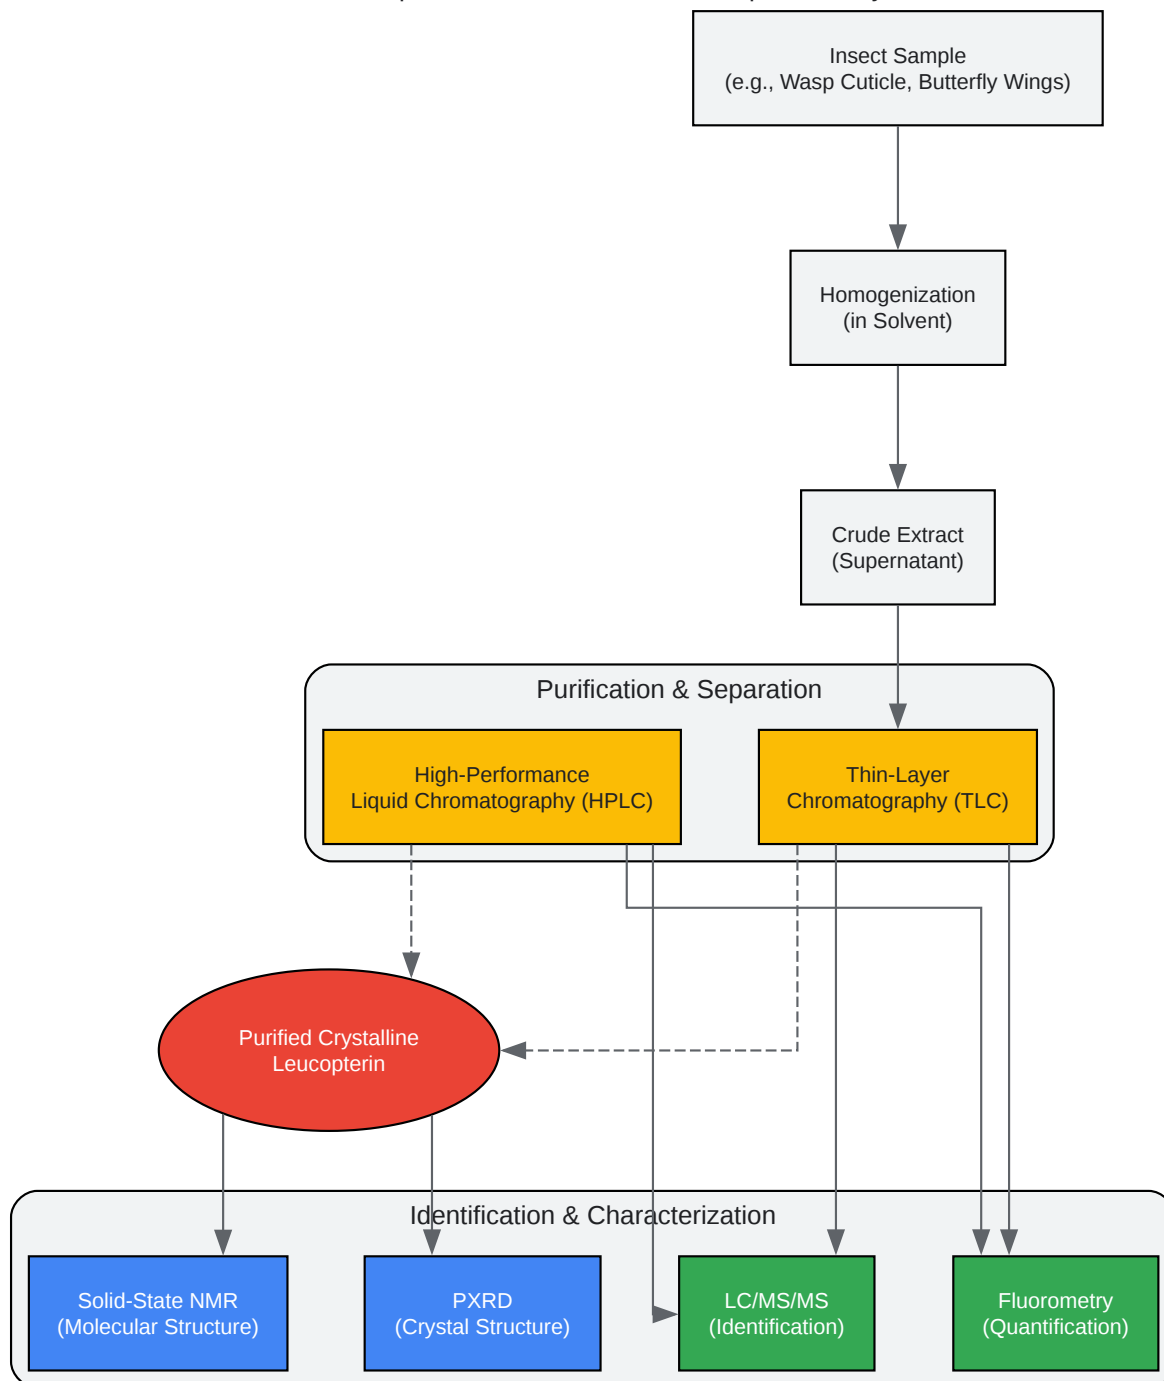 Insect Sample
(e.g., Wasp Cuticle, Butterfly Wings)
Homogenization
(in Solvent)
Crude Extract
(Supernatant)
Purification & Separation
High-Performance
Liquid Chromatography (HPLC)
Thin-Layer
Chromatography (TLC)
Purified Crystalline
Leucopterin
Identification & Characterization
Solid-State NMR
(Molecular Structure)
PXRD
(Crystal Structure)
LC/MS/MS
(Identification)
Fluorometry
(Quantification)